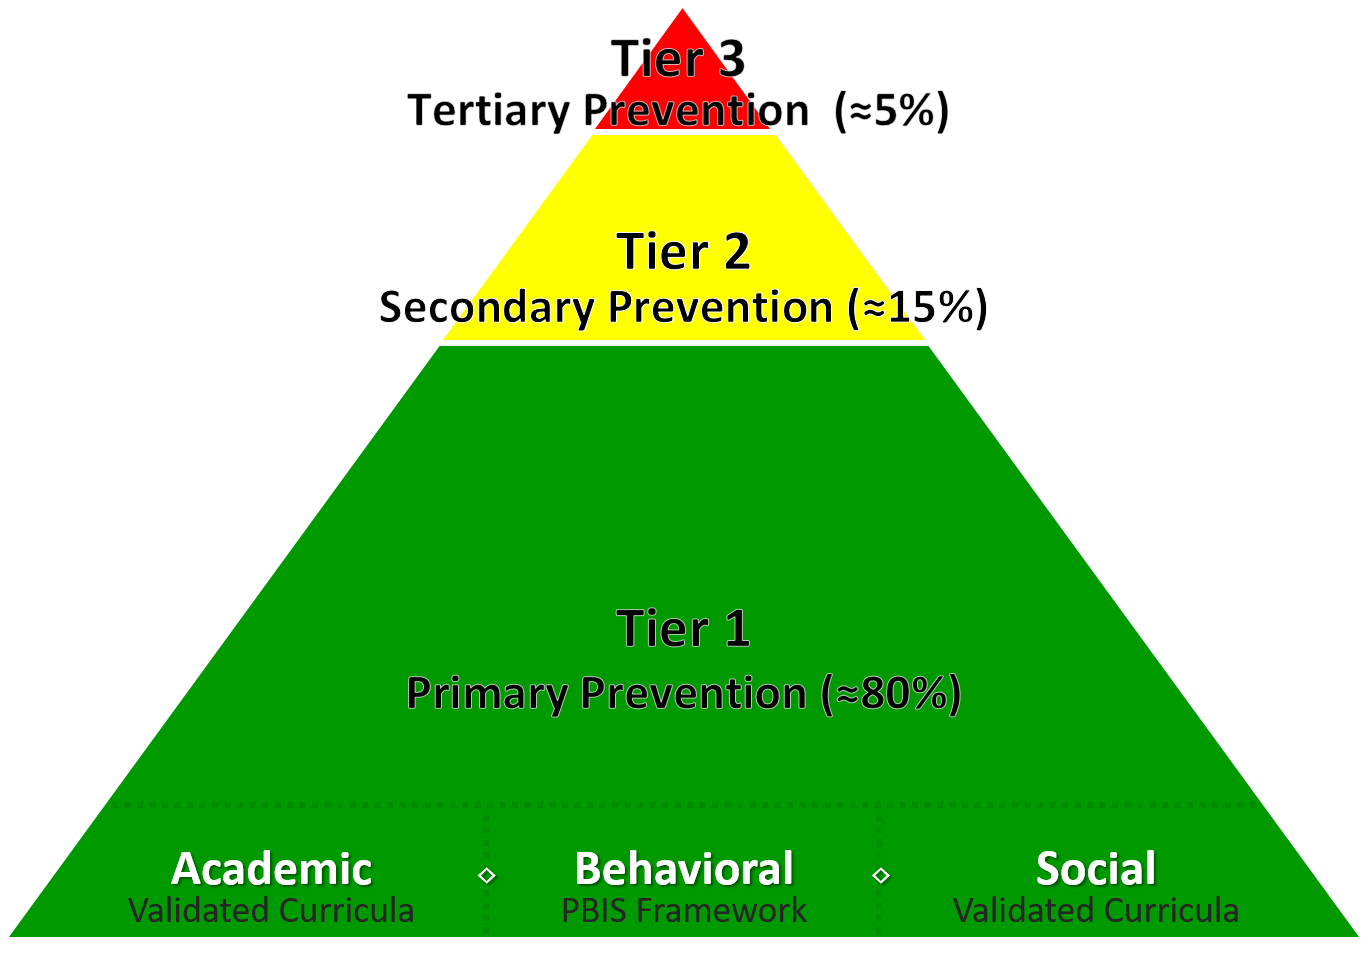 Tier 3
Tertiary Prevention (≈5%)
Tier 2
Secondary Prevention (≈15%)
Tier 1
Primary Prevention (≈80%)
Academic ◇ Behavioral ◇ Social
Validated Curricula PBIS Framework Validated Curricula